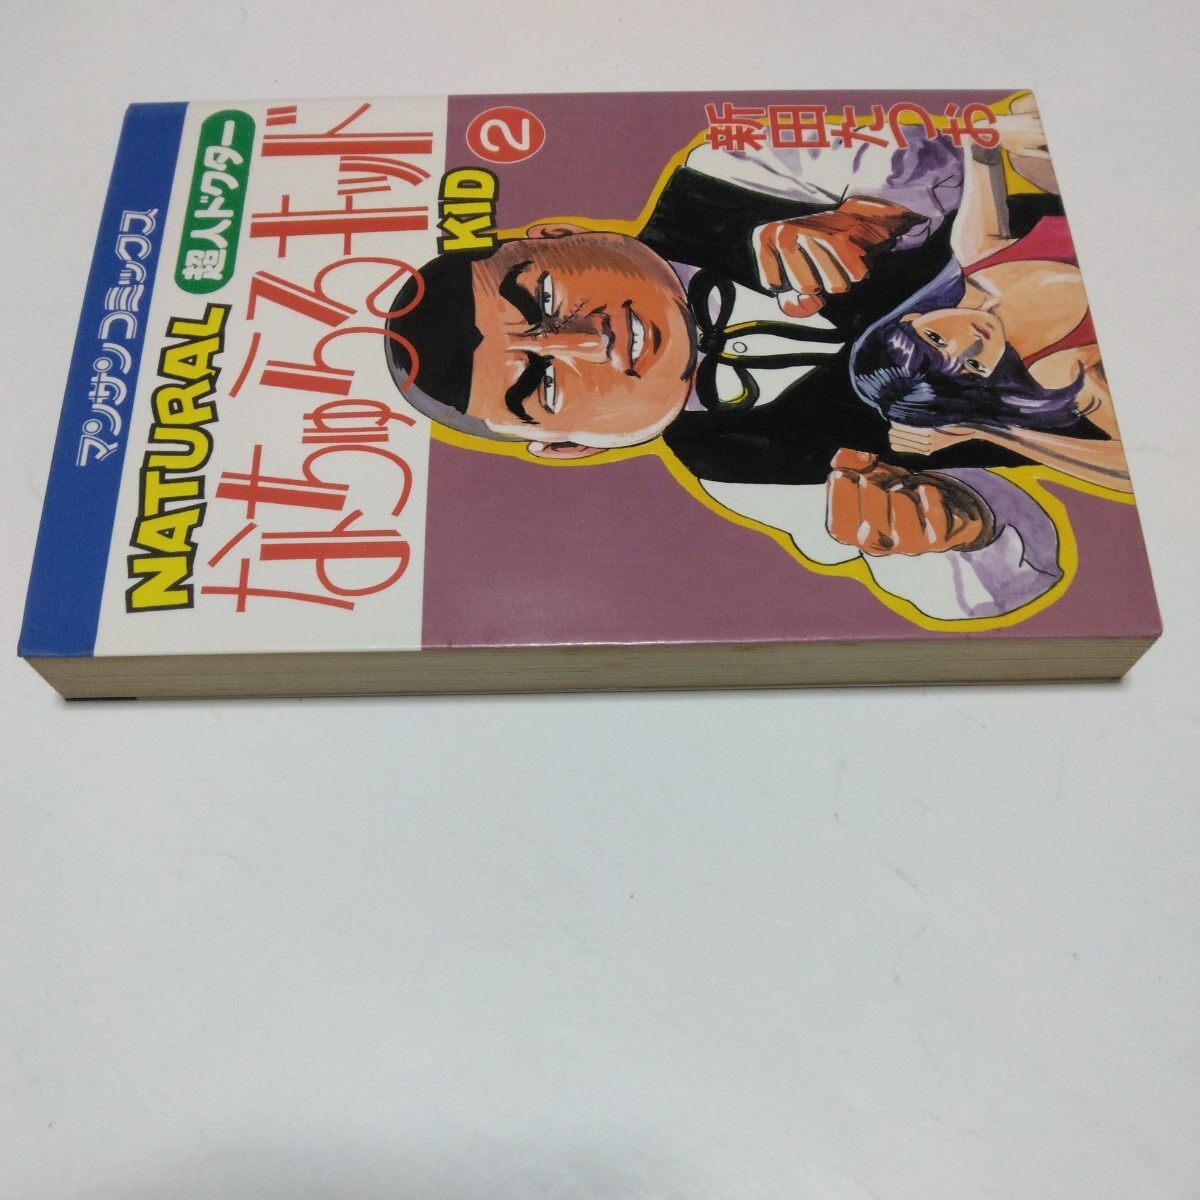 マンサンコミックス
NATURAL
超人ドクター
なちゅらるキッド
KID
2
新田たつお